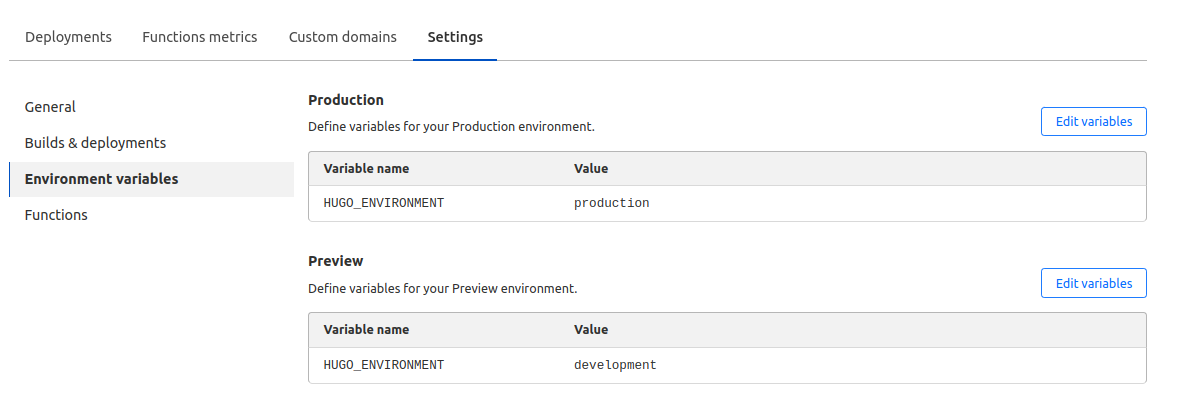 Deployments Functions metrics Custom domains Settings
General
Builds & deployments
Environment variables
Functions
Production
Define variables for your Production environment.
Edit variables
Variable name Value
HUGO_ENVIRONMENT production
Preview
Define variables for your Preview environment.
Edit variables
Variable name Value
HUGO_ENVIRONMENT development